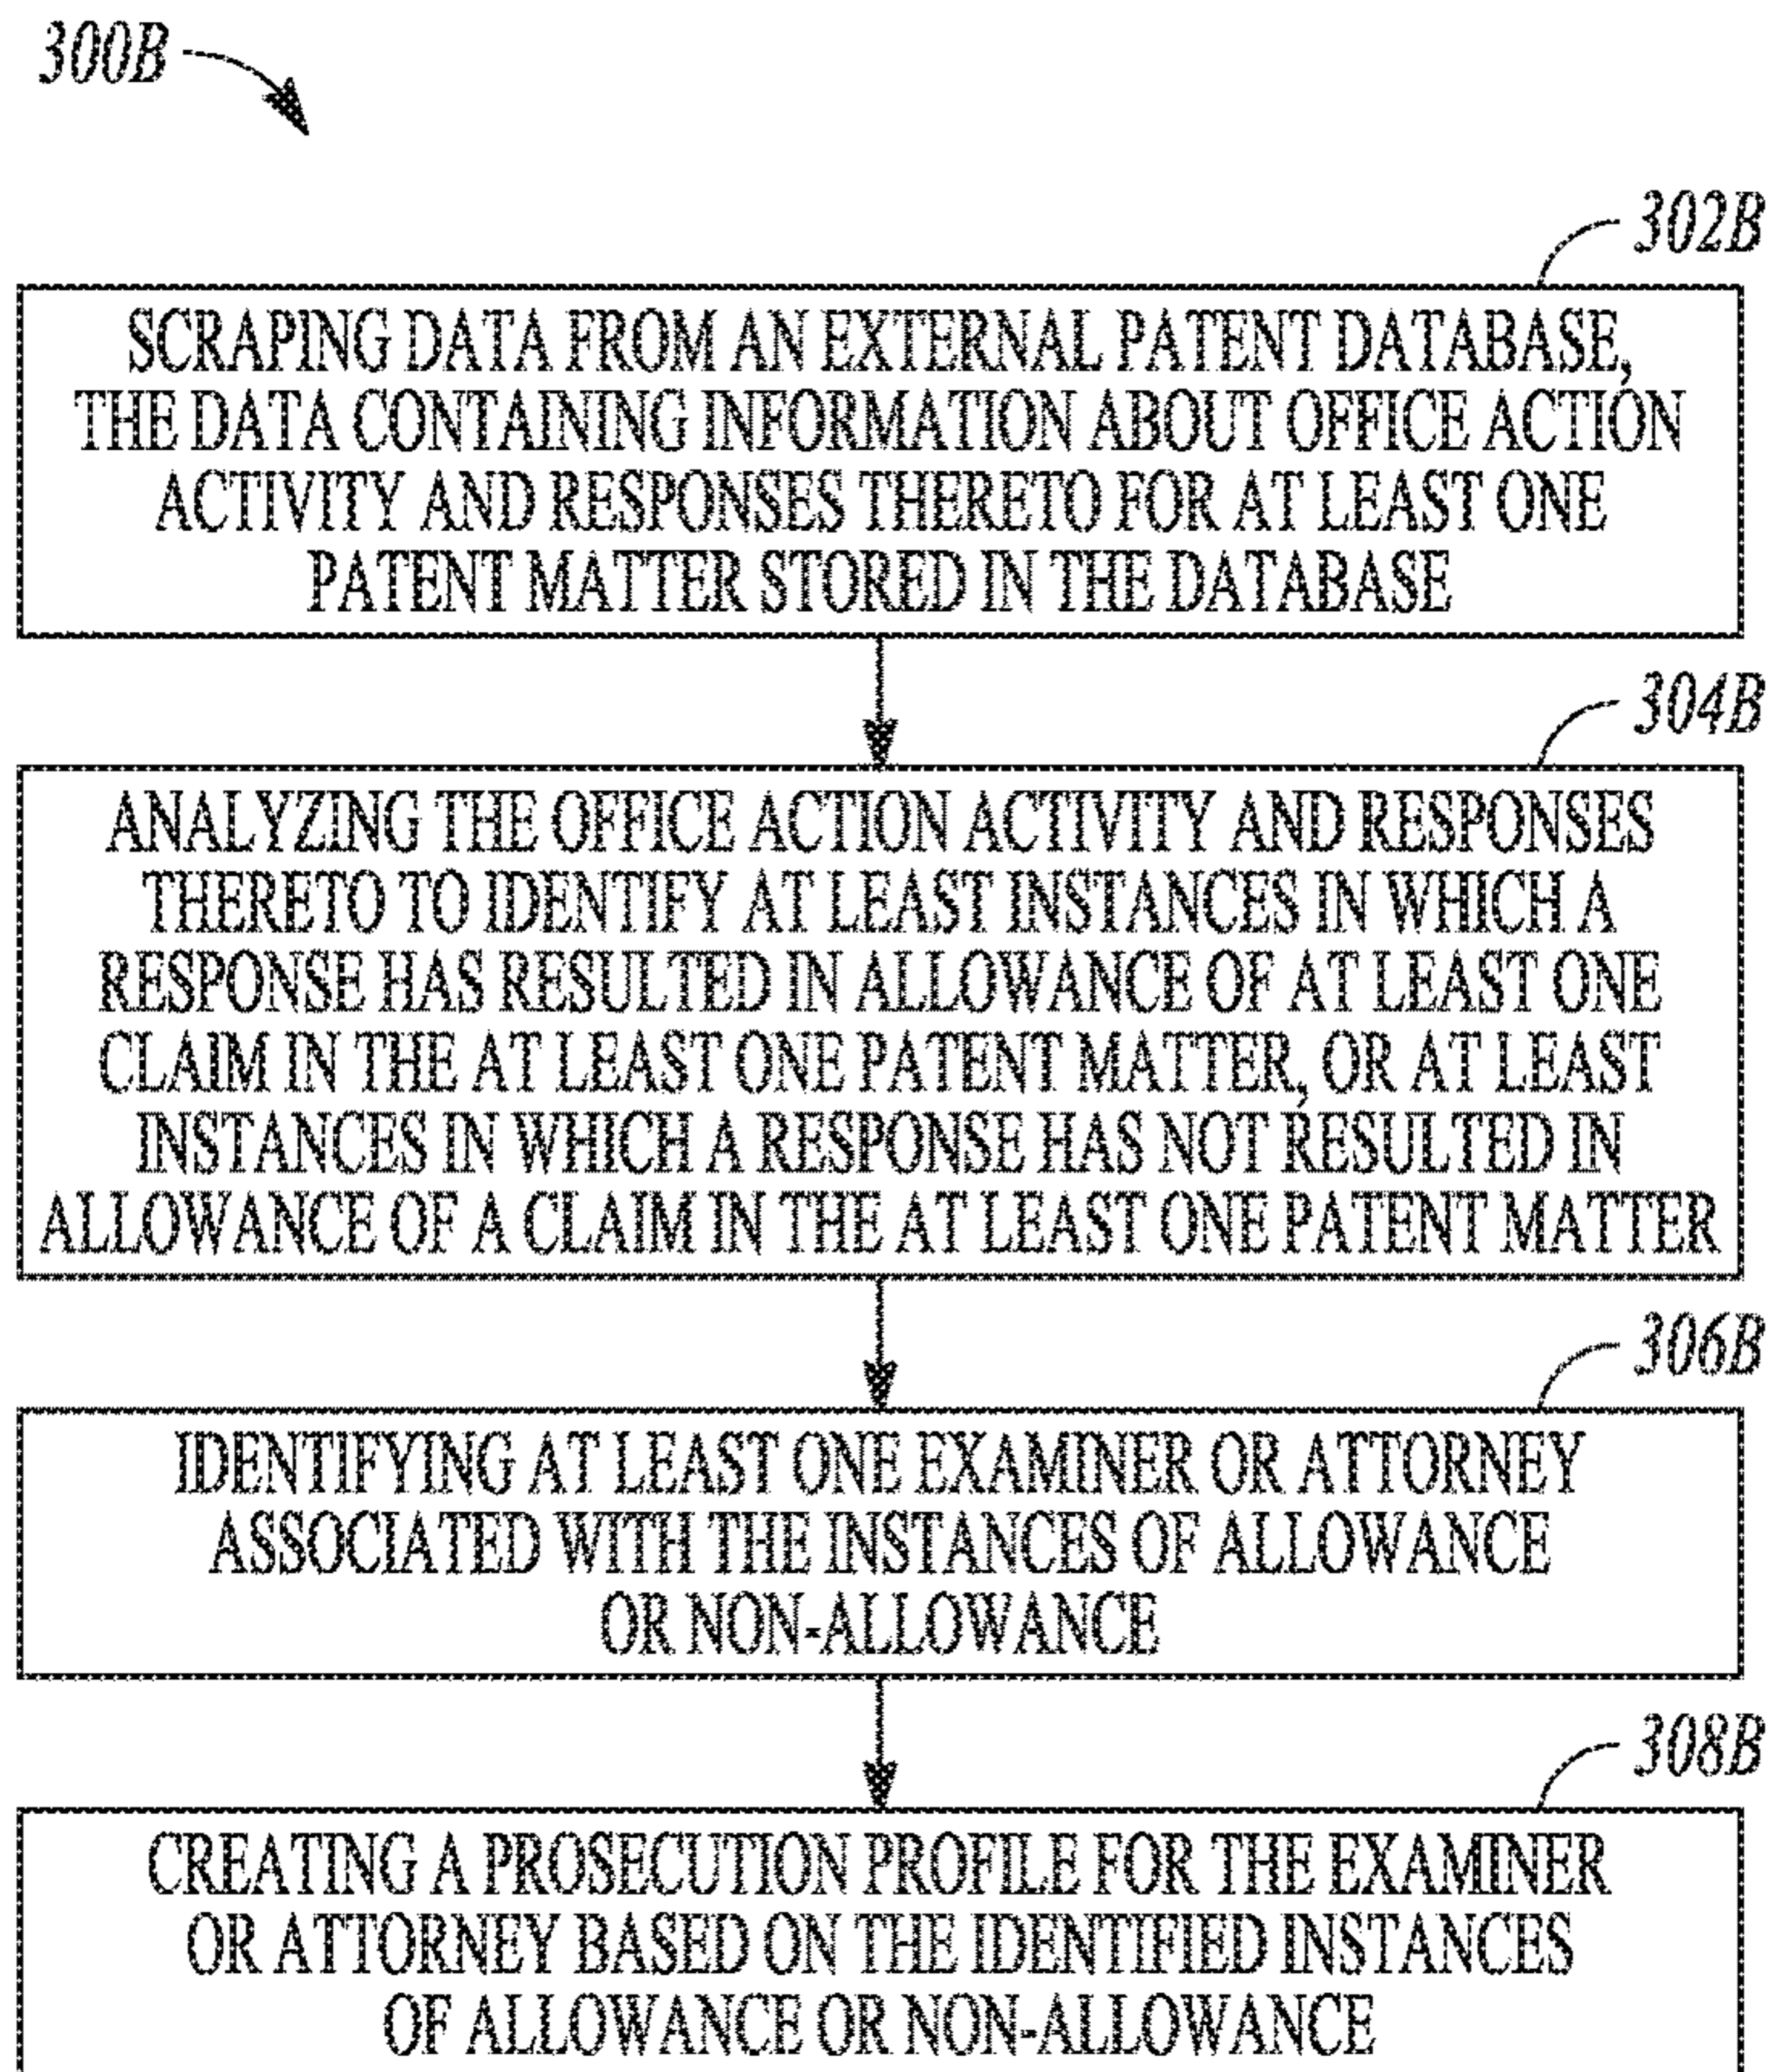 300B
302B
SCRAPING DATA FROM AN EXTERNAL PATENT DATABASE,
THE DATA CONTAINING INFORMATION ABOUT OFFICE ACTION
ACTIVITY AND RESPONSES THERETO FOR AT LEAST ONE
PATENT MATTER STORED IN THE DATABASE
304B
ANALYZING THE OFFICE ACTION ACTIVITY AND RESPONSES
THERETO TO IDENTIFY AT LEAST INSTANCES IN WHICH A
RESPONSE HAS RESULTED IN ALLOWANCE OF AT LEAST ONE
CLAIM IN THE AT LEAST ONE PATENT MATTER, OR AT LEAST
INSTANCES IN WHICH A RESPONSE HAS NOT RESULTED IN
ALLOWANCE OF A CLAIM IN THE AT LEAST ONE PATENT MATTER
306B
IDENTIFYING AT LEAST ONE EXAMINER OR ATTORNEY
ASSOCIATED WITH THE INSTANCES OF ALLOWANCE
OR NON-ALLOWANCE
308B
CREATING A PROSECUTION PROFILE FOR THE EXAMINER
OR ATTORNEY BASED ON THE IDENTIFIED INSTANCES
OF ALLOWANCE OR NON-ALLOWANCE